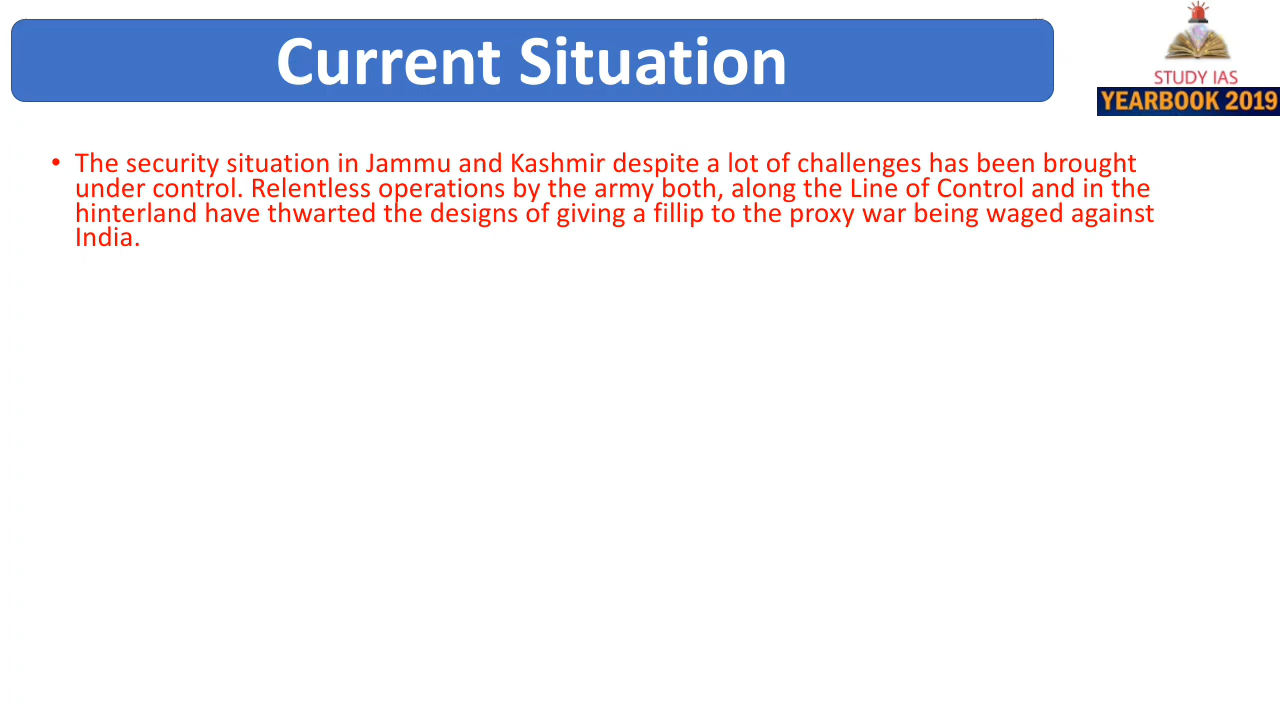 Current Situation
STUDY IAS
YEARBOOK 2019
• The security situation in Jammu and Kashmir despite a lot of challenges has been brought
under control. Relentless operations by the army both, along the Line of Control and in the
hinterland have thwarted the designs of giving a fillip to the proxy war being waged against
India.